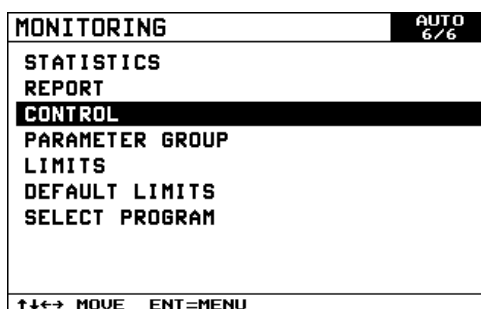 MONITORING
AUTO
6/6
STATISTICS
REPORT
CONTROL
PARAMETER GROUP
LIMITS
DEFAULT LIMITS
SELECT PROGRAM
↑↓←→ MOVE ENT=MENU